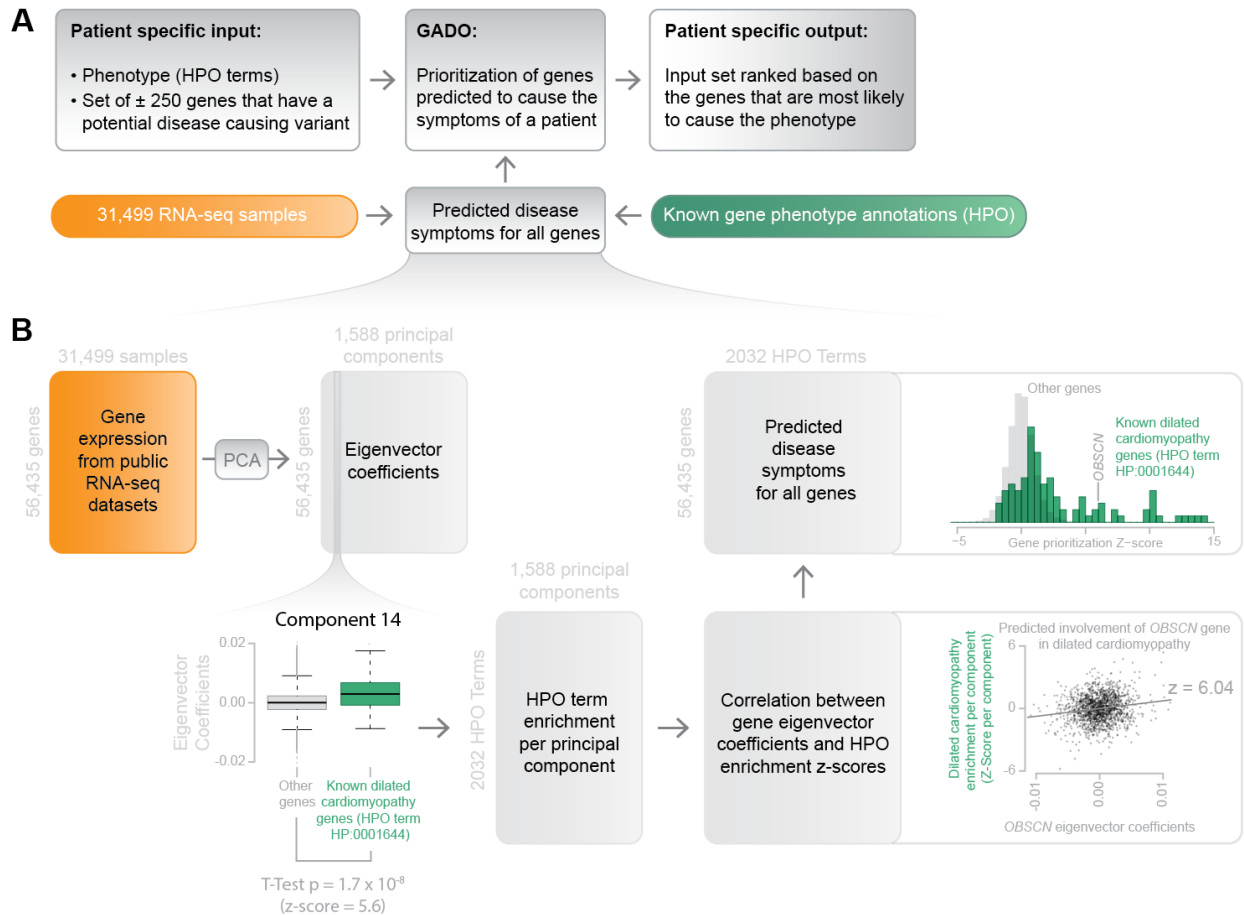 A
Patient specific input:
• Phenotype (HPO terms)
• Set of ± 250 genes that have a
potential disease causing variant
GADO:
Prioritization of genes
predicted to cause the
symptoms of a patient
Patient specific output:
Input set ranked based on
the genes that are most likely
to cause the phenotype
31,499 RNA-seq samples
Predicted disease
symptoms for all genes
Known gene phenotype annotations (HPO)
B
31,499 samples
56,435 genes
Gene
expression
from public
RNA-seq
datasets
PCA
1,588 principal
components
56,435 genes
Eigenvector
coefficients
2032 HPO Terms
56,435 genes
Predicted
disease
symptoms
for all genes
Other genes
OBSCN
Known dilated
cardiomyopathy
genes (HPO term
HP:0001644)
-5
Gene prioritization Z-score
15
Component 14
Eigenvector
Coefficients
0.02
0.00
-0.02
Other
genes
Known dilated
cardiomyopathy
genes (HPO term
HP:0001644)
T-Test p = 1.7 x 10⁻⁸
(z-score = 5.6)
1,588 principal
components
2032 HPO Terms
HPO term
enrichment
per principal
component
Correlation between
gene eigenvector
coefficients and HPO
enrichment z-scores
Predicted involvement of OBSCN gene
in dilated cardiomyopathy
Dilated cardiomyopathy
enrichment per component
(Z-Score per component)
6
0
-6
z = 6.04
-0.01
0.00
0.01
OBSCN eigenvector coefficients